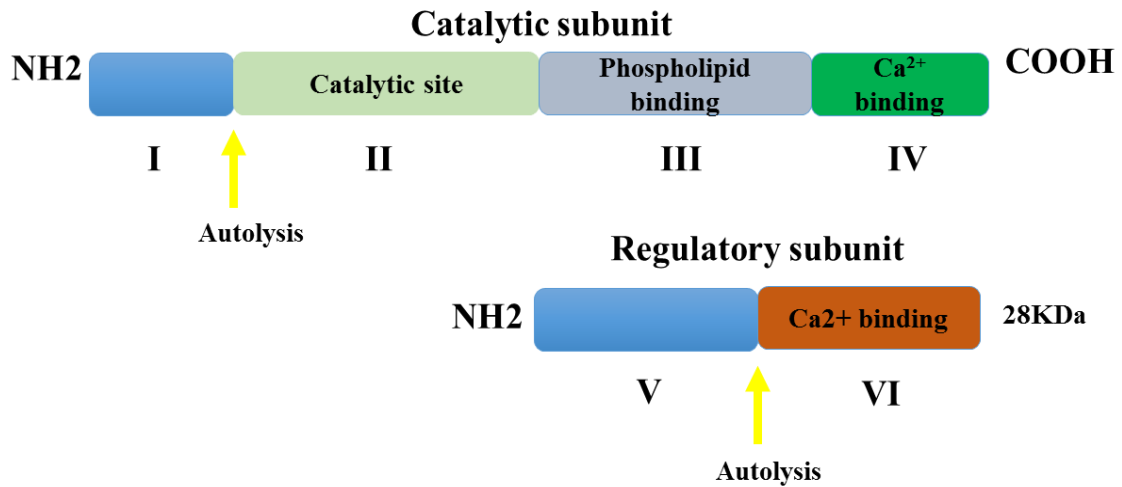 Catalytic subunit
NH2
Catalytic site
Phospholipid
binding
Ca²⁺
binding
COOH
I
II
III
IV
Autolysis
Regulatory subunit
NH2
Ca2+ binding
28KDa
V
VI
Autolysis